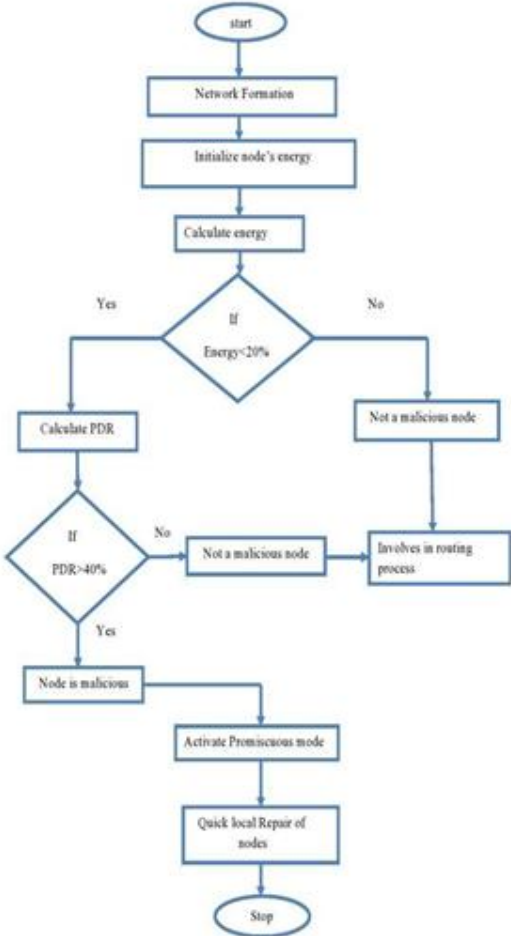 start
Network Formation
Initialize node's energy
Calculate energy
Yes
No
If
Energy<20%
Calculate PDR
Not a malicious node
If
PDR>40%
No
Not a malicious node
Involves in routing
process
Yes
Node is malicious
Activate Promiscuous mode
Quick local Repair of
nodes
Stop